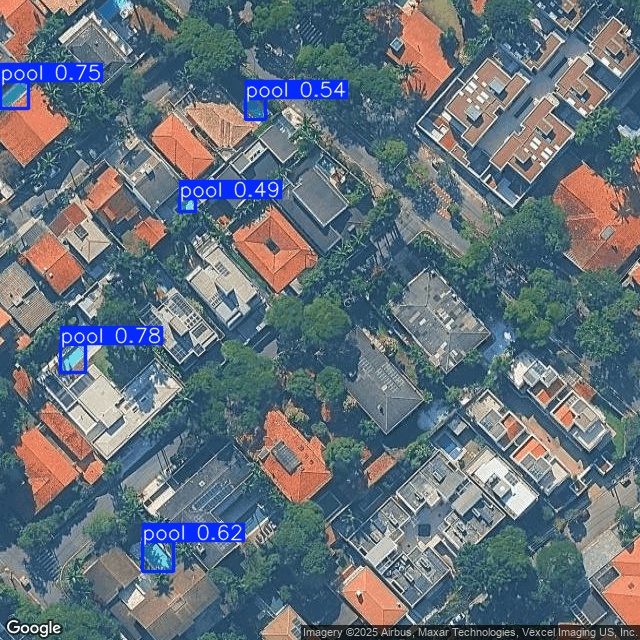 pool 0.75
pool 0.54
pool 0.49
pool 0.78
pool 0.62
Google
Imagery ©2025 Airbus, Maxar Technologies, Vexcel Imaging US, Inc.